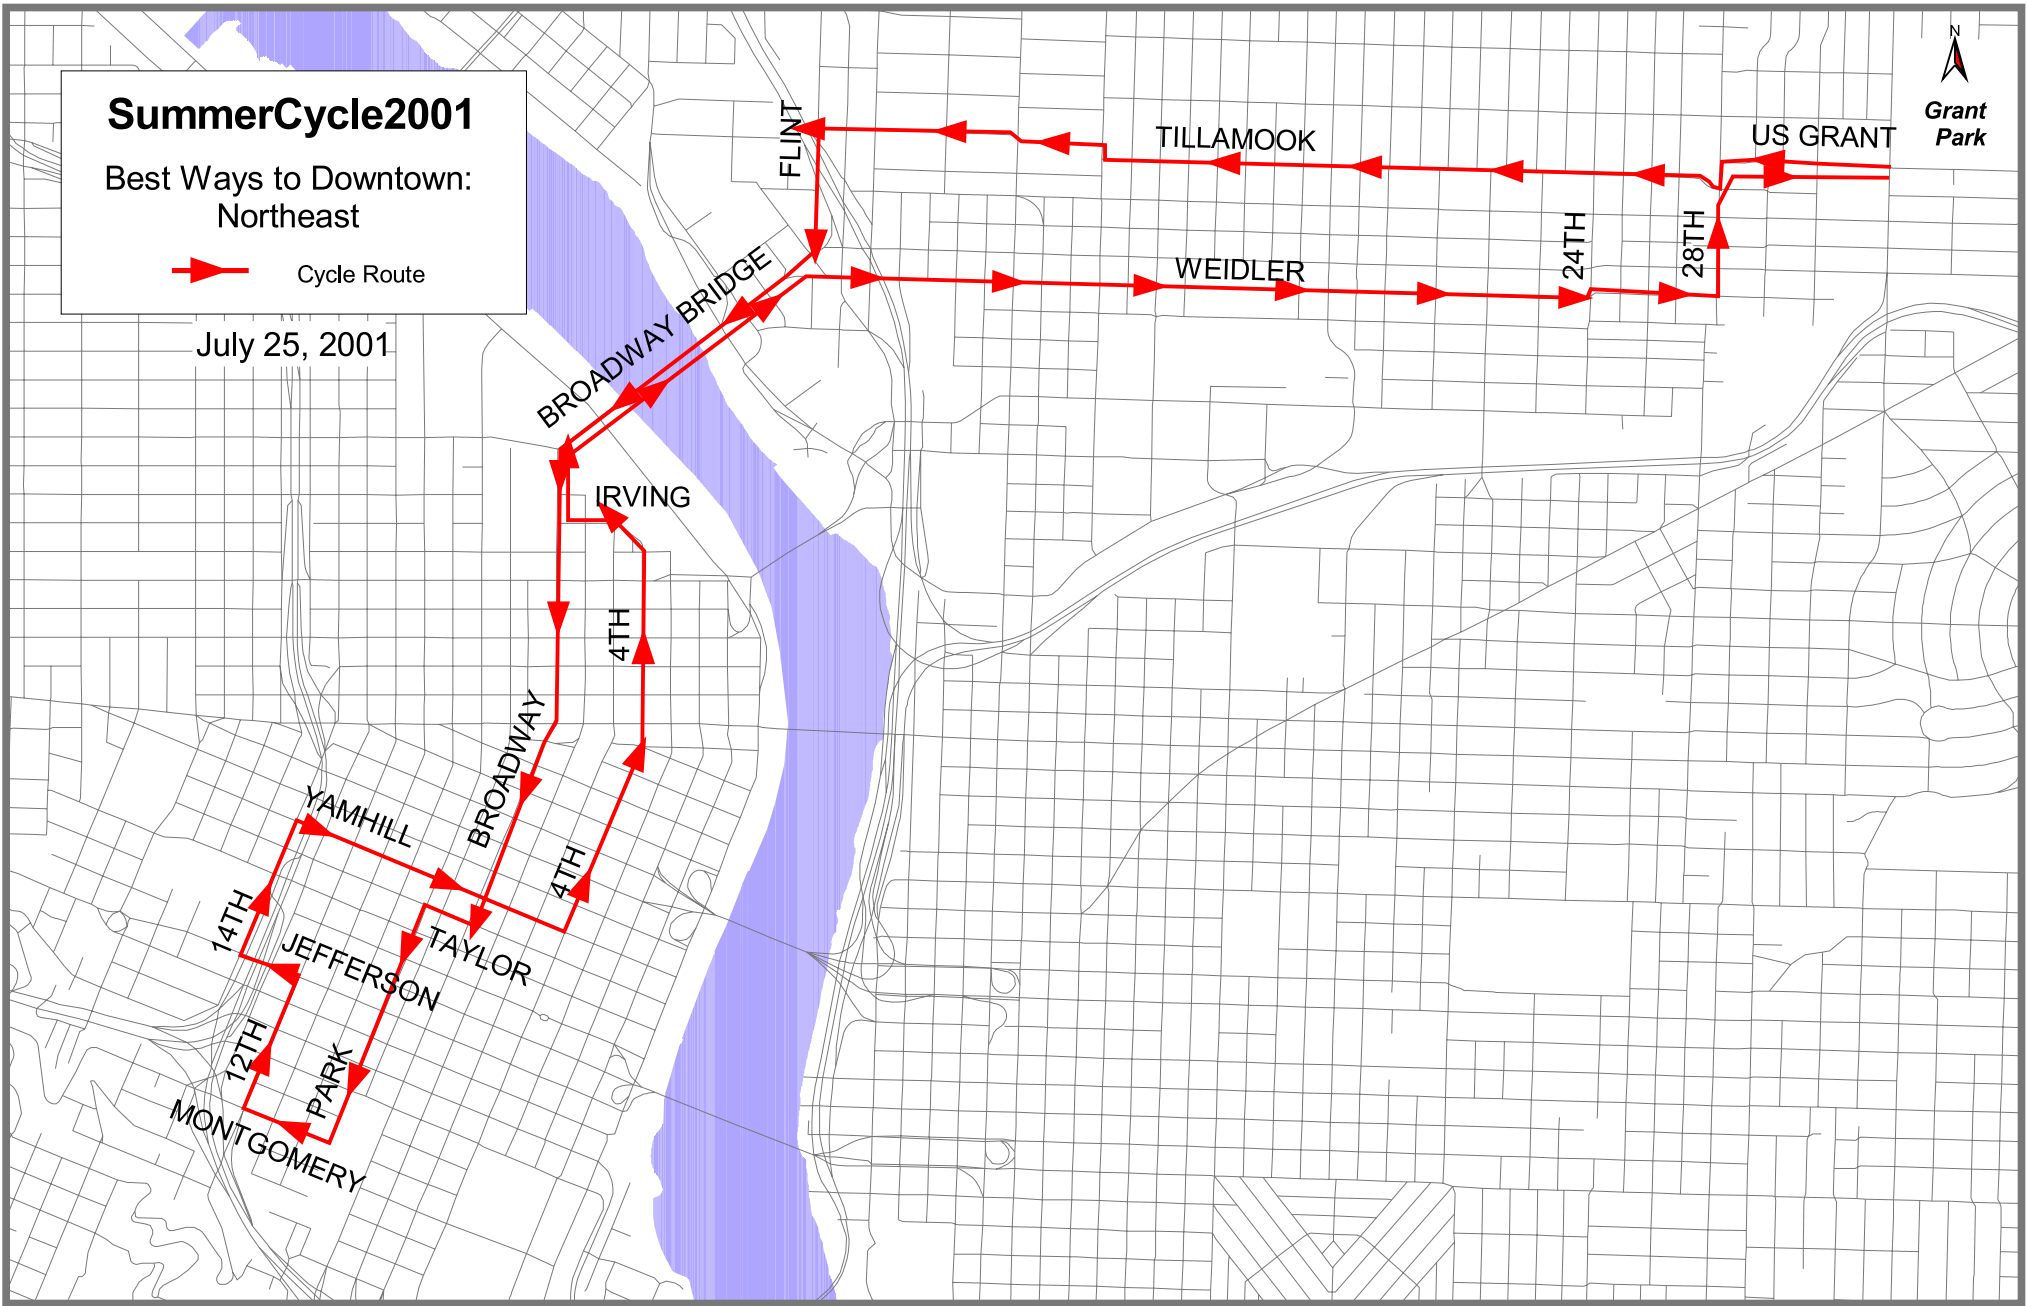 SummerCycle2001
Best Ways to Downtown:
Northeast
Cycle Route
July 25, 2001
N
Grant
Park
US GRANT
TILLAMOOK
FLINT
24TH
28TH
WEIDLER
BROADWAY BRIDGE
IRVING
4TH
BROADWAY
YAMHILL
4TH
14TH
JEFFERSON
TAYLOR
12TH
PARK
MONTGOMERY